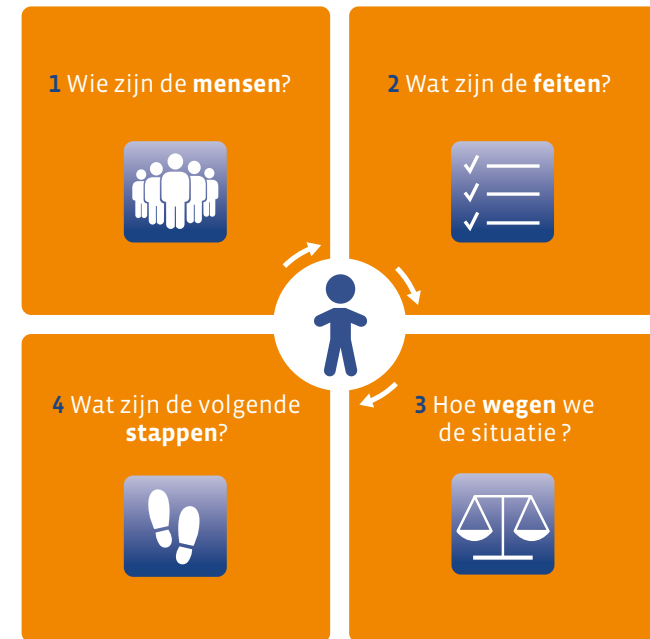 1 Wie zijn de mensen?
2 Wat zijn de feiten?
3 Hoe wegen we
de situatie ?
4 Wat zijn de volgende
stappen?